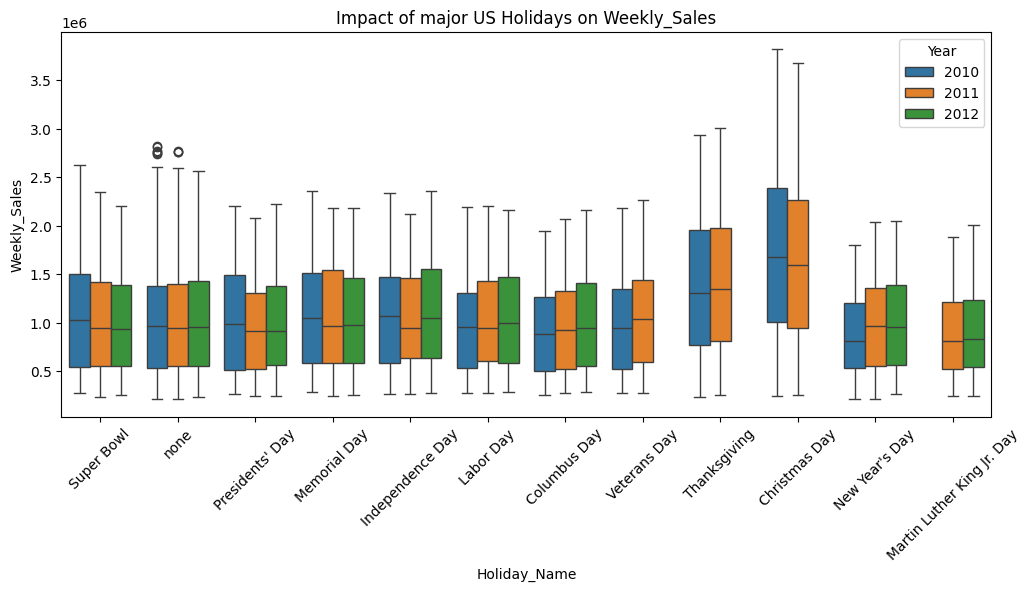 Impact of major US Holidays on Weekly_Sales
1e6
Year
2010
2011
2012
3.5
3.0
2.5
2.0
1.5
1.0
0.5
Weekly_Sales
Super Bowl
none
Presidents' Day
Memorial Day
Independence Day
Labor Day
Columbus Day
Veterans Day
Thanksgiving
Christmas Day
New Year's Day
Martin Luther King Jr. Day
Holiday_Name